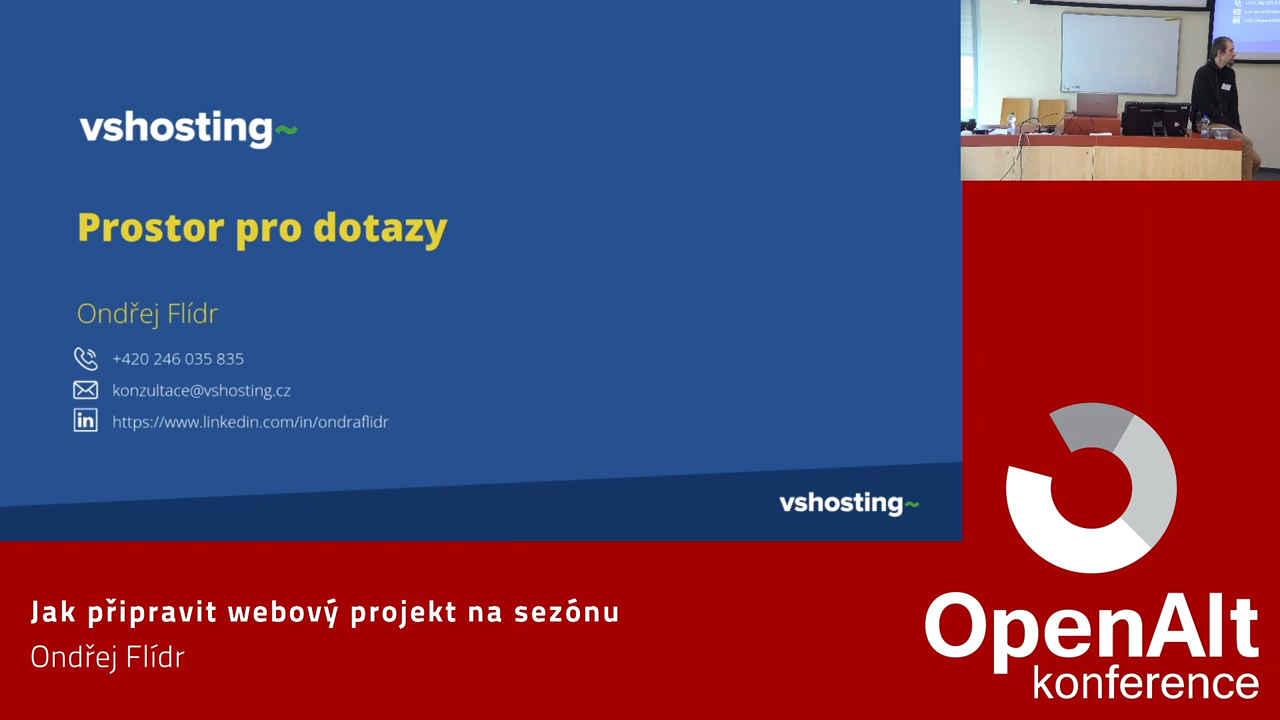 vshosting~
Prostor pro dotazy
Ondřej Flídr
+420 246 035 835
konzultace@vshosting.cz
https://www.linkedin.com/in/ondraflidr
vshosting~
Jak připravit webový projekt na sezónu
Ondřej Flídr
OpenAlt
konference